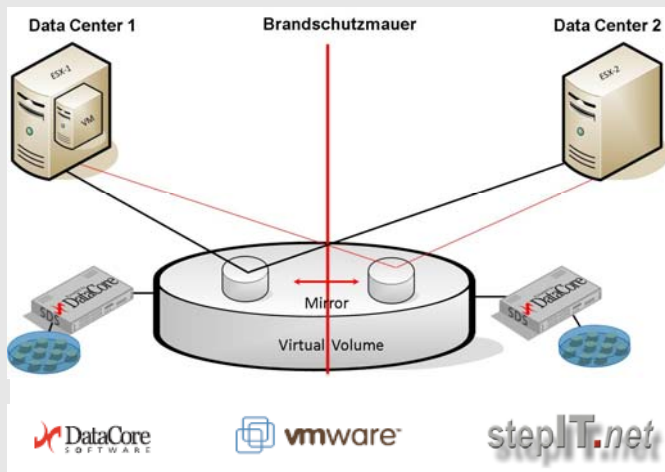 Data Center 1
Brandschutzmauer
Data Center 2
ESX-1
VM
ESX-2
Mirror
Virtual Volume
SDS DataCore
SDS DataCore
DataCore
SOFTWARE
vmware™
stepIT.net